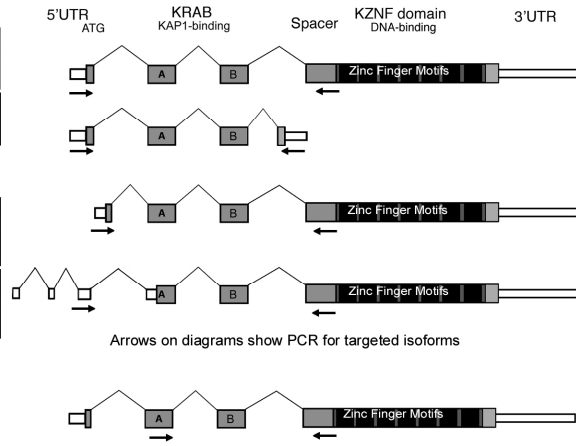 5'UTR
ATG
KRAB
KAP1-binding
Spacer
KZNF domain
DNA-binding
3'UTR
A B Zinc Finger Motifs
A B
A B Zinc Finger Motifs
A B Zinc Finger Motifs
Arrows on diagrams show PCR for targeted isoforms
A B Zinc Finger Motifs